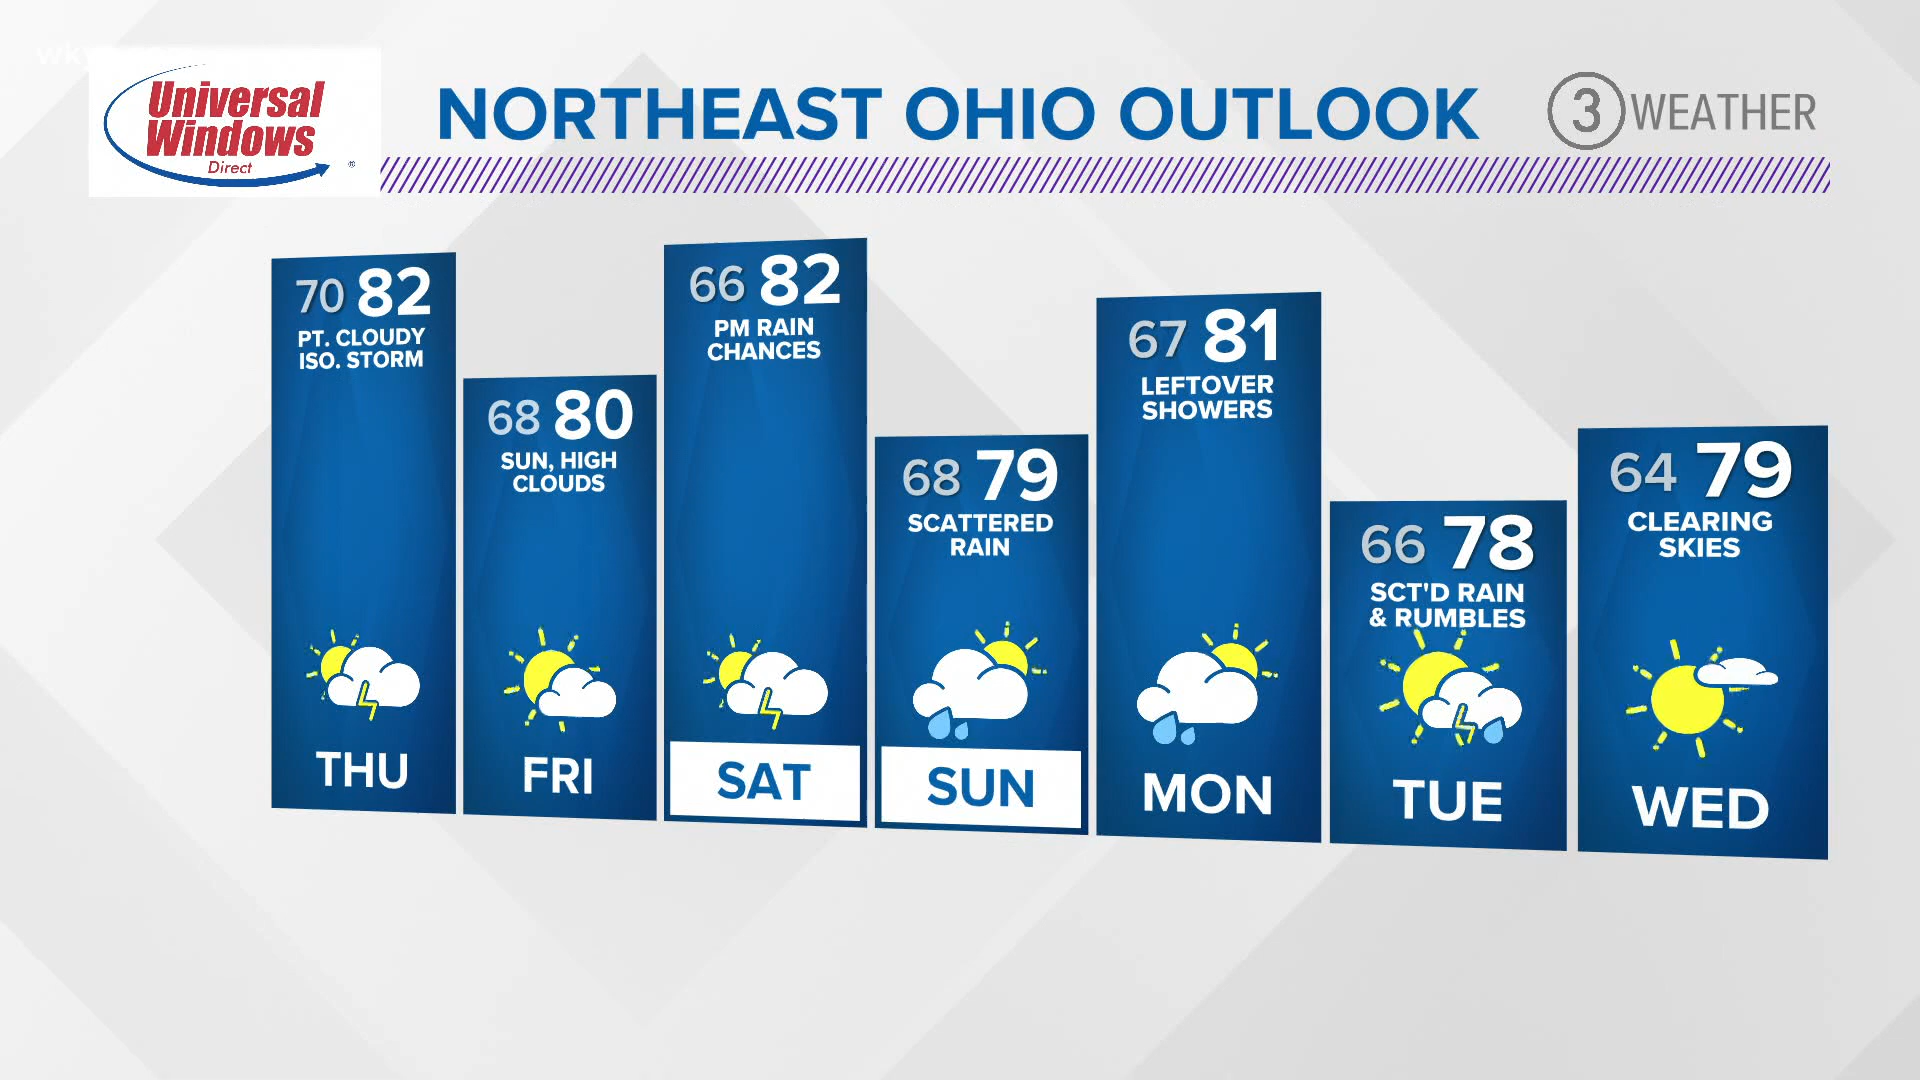 Universal
Windows
Direct
®
NORTHEAST OHIO OUTLOOK
3 WEATHER
70 82
PT. CLOUDY
ISO. STORM
THU
68 80
SUN, HIGH
CLOUDS
FRI
66 82
PM RAIN
CHANCES
SAT
68 79
SCATTERED
RAIN
SUN
67 81
LEFTOVER
SHOWERS
MON
66 78
SCT'D RAIN
& RUMBLES
TUE
64 79
CLEARING
SKIES
WED